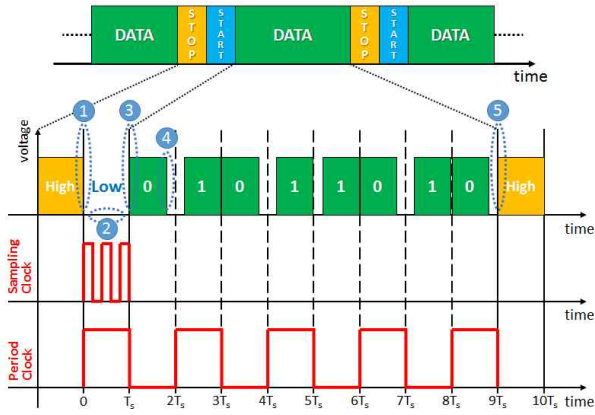 DATA STOP START DATA STOP START DATA
time
1 3 5
voltage
4
High Low 0 1 0 1 1 0 1 0 High
2
time
Sampling Clock
time
Period Clock
0 Ts 2Ts 3Ts 4Ts 5Ts 6Ts 7Ts 8Ts 9Ts 10Ts
time